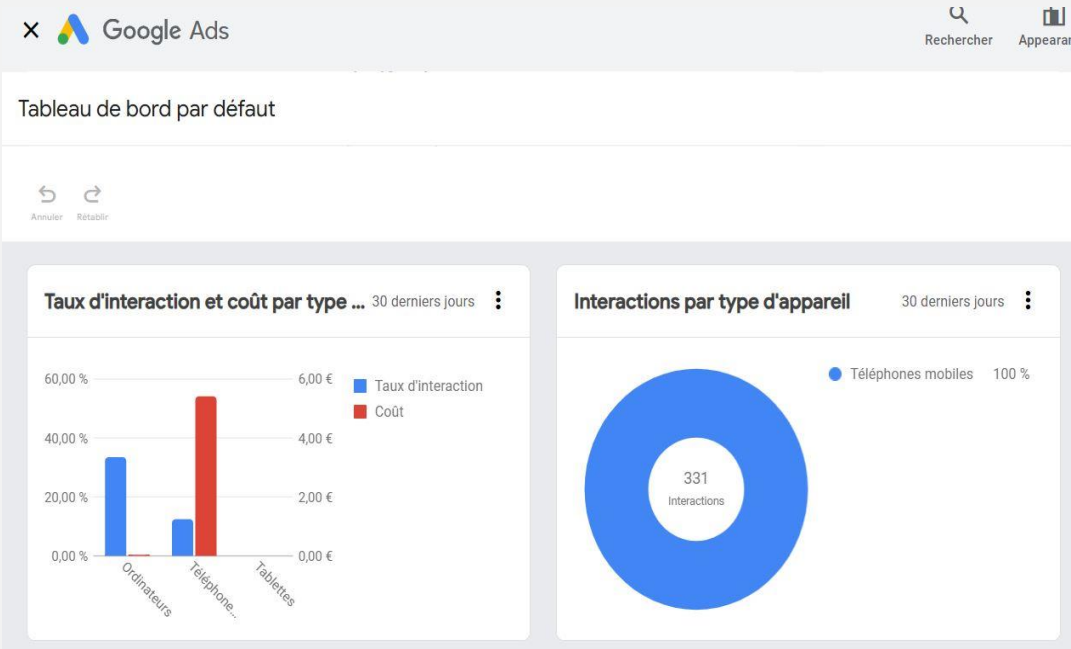 Google Ads
Rechercher
Tableau de bord par défaut
Annuler Rétablir
Taux d'interaction et coût par type ... 30 derniers jours
60,00 % 6,00 €
40,00 % 4,00 €
20,00 % 2,00 €
0,00 % 0,00 €
Taux d'interaction
Coût
Ordinateurs
Téléphone...
Tablettes
Interactions par type d'appareil 30 derniers jours
Téléphones mobiles 100 %
331
Interactions